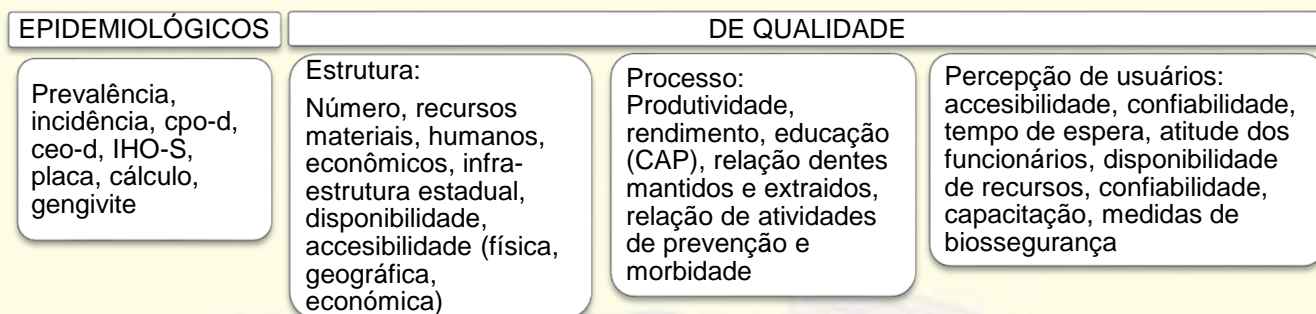 EPIDEMIOLÓGICOS
DE QUALIDADE
Prevalência,
incidência, cpo-d,
ceo-d, IHO-S,
placa, cálculo,
gengivite
Estrutura:
Número, recursos
materiais, humanos,
econômicos, infra-
estrutura estadual,
disponibilidade,
accesibilidade (física,
geográfica,
económica)
Processo:
Produtividade,
rendimento, educação
(CAP), relação dentes
mantidos e extraidos,
relação de atividades
de prevenção e
morbidade
Percepção de usuários:
accesibilidade, confiabilidade,
tempo de espera, atitude dos
funcionários, disponibilidade
de recursos, confiabilidade,
capacitação, medidas de
biossegurança